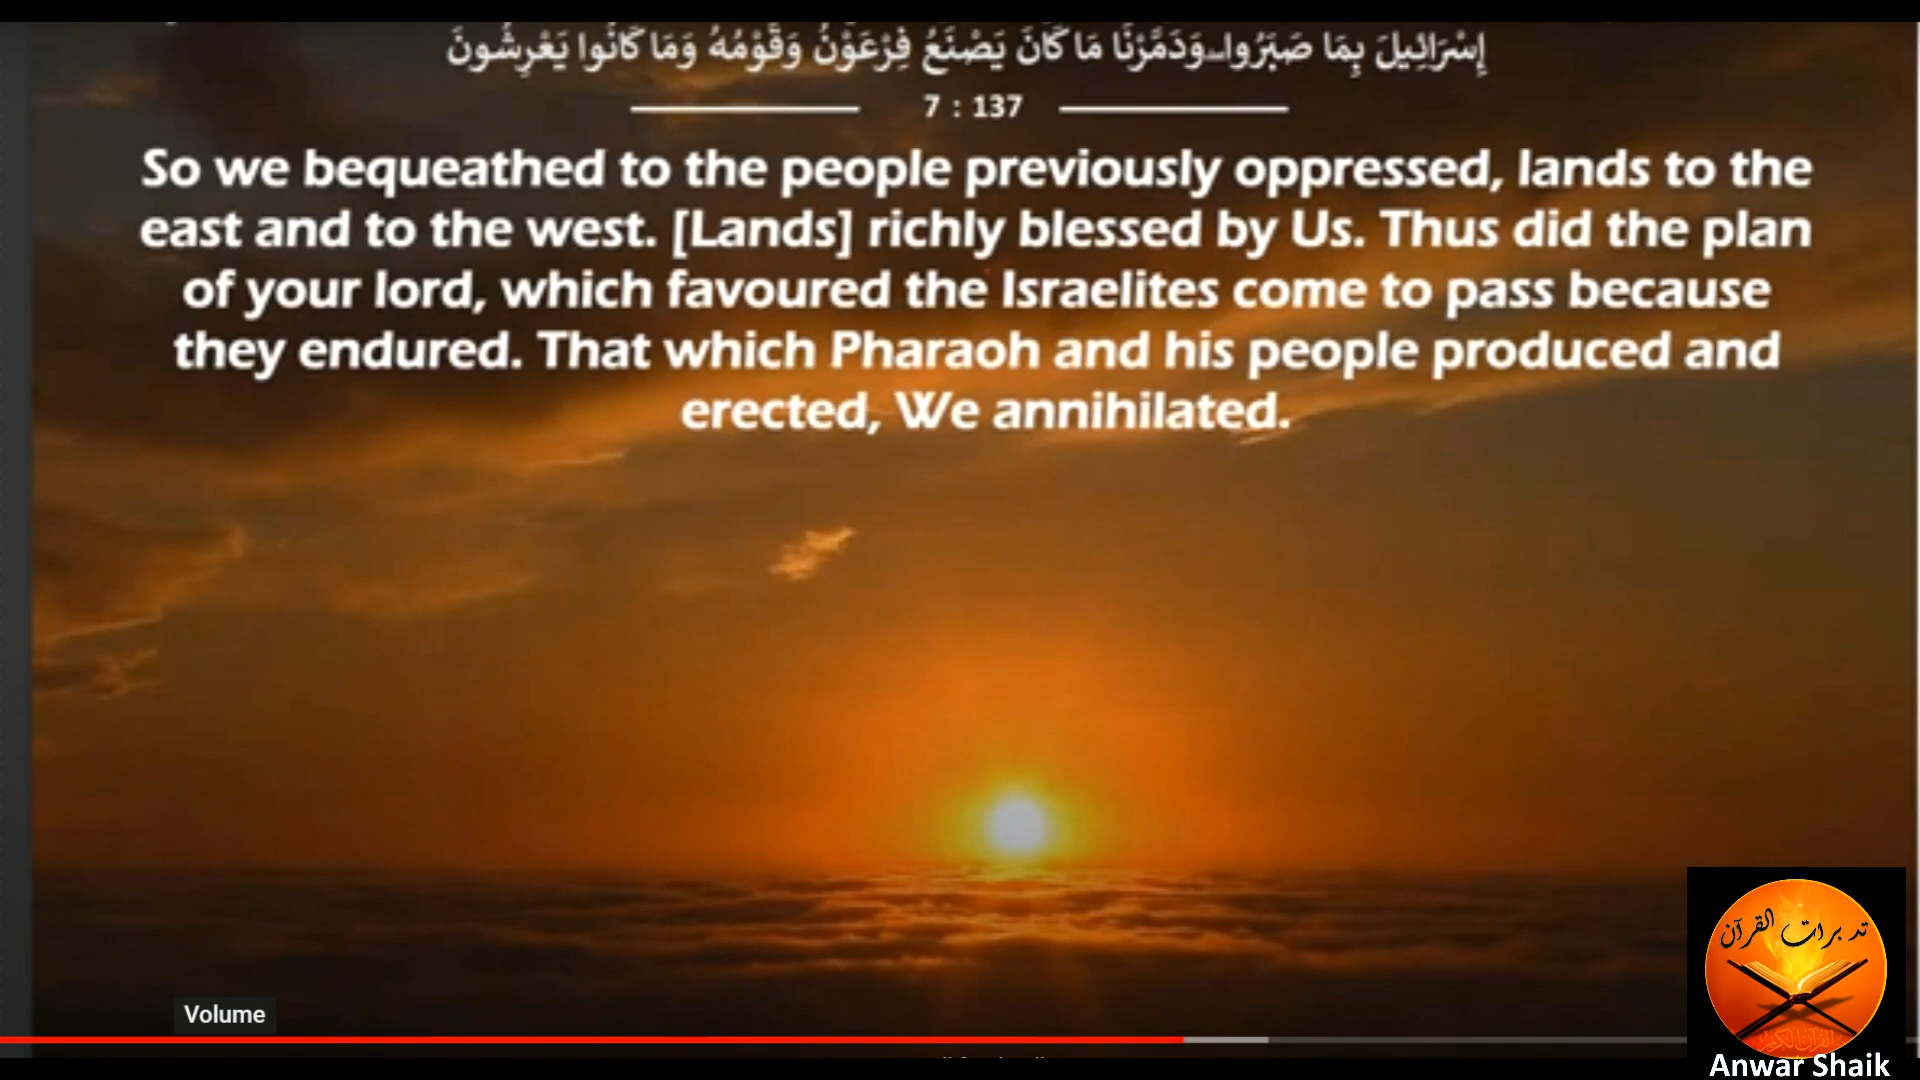 إِسْرَائِيلَ بِمَا صَبَرُوا وَدَمَّرْنَا مَا كَانَ يَصْنَعُ فِرْعَوْنُ وَقَوْمُهُ وَمَا كَانُوا يَعْرِشُونَ
7 : 137
So we bequeathed to the people previously oppressed, lands to the
east and to the west. [Lands] richly blessed by Us. Thus did the plan
of your lord, which favoured the Israelites come to pass because
they endured. That which Pharaoh and his people produced and
erected, We annihilated.
تدبرات القرآن
Volume
Anwar Shaik